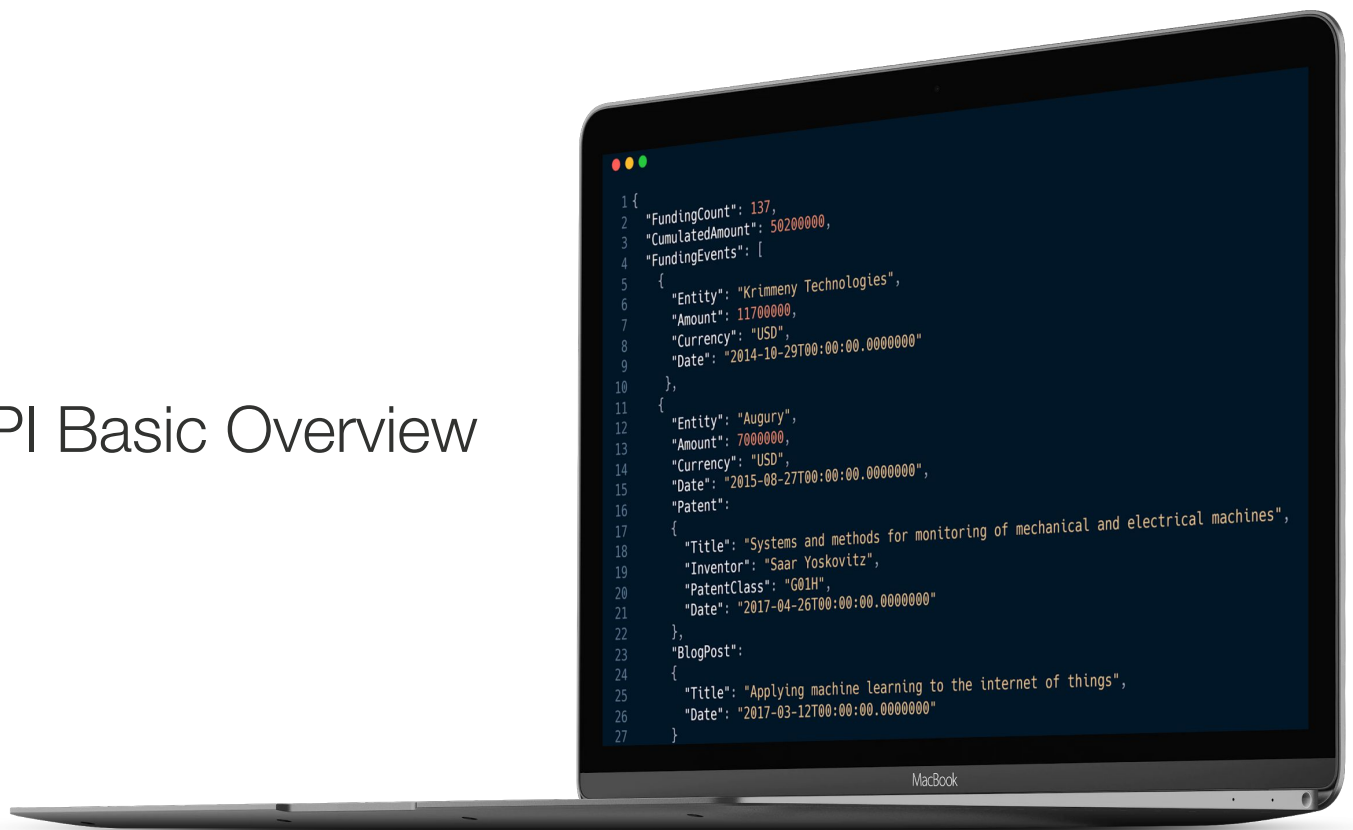 PI Basic Overview
1 {
2 "FundingCount": 137,
3 "CumulatedAmount": 50200000,
4 "FundingEvents": [
5 {
6 "Entity": "Krimmeny Technologies",
7 "Amount": 11700000,
8 "Currency": "USD",
9 "Date": "2014-10-29T00:00:00.0000000"
10 },
11 {
12 "Entity": "Augury",
13 "Amount": 7000000,
14 "Currency": "USD",
15 "Date": "2015-08-27T00:00:00.0000000",
16 "Patent":
17 {
18 "Title": "Systems and methods for monitoring of mechanical and electrical machines",
19 "Inventor": "Saar Yoskovitz",
20 "PatentClass": "G01H",
21 "Date": "2017-04-26T00:00:00.0000000"
22 },
23 "BlogPost":
24 {
25 "Title": "Applying machine learning to the internet of things",
26 "Date": "2017-03-12T00:00:00.0000000"
27 }
MacBook